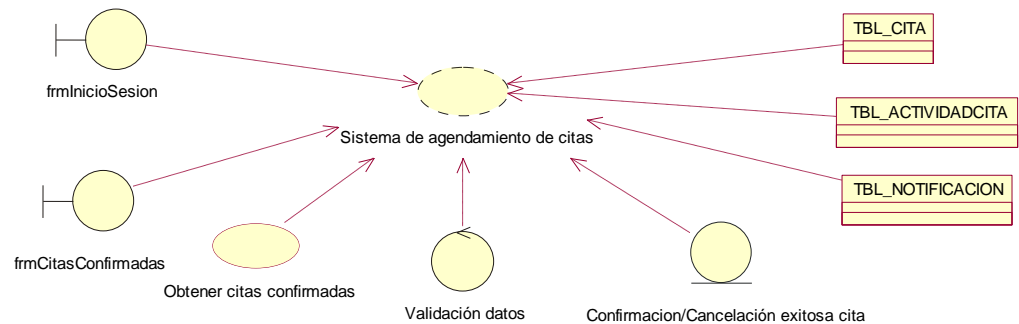 TBL_CITA
frmInicioSesion
TBL_ACTIVIDADCITA
Sistema de agendamiento de citas
TBL_NOTIFICACION
frmCitasConfirmadas
Obtener citas confirmadas
Validación datos
Confirmacion/Cancelación exitosa cita